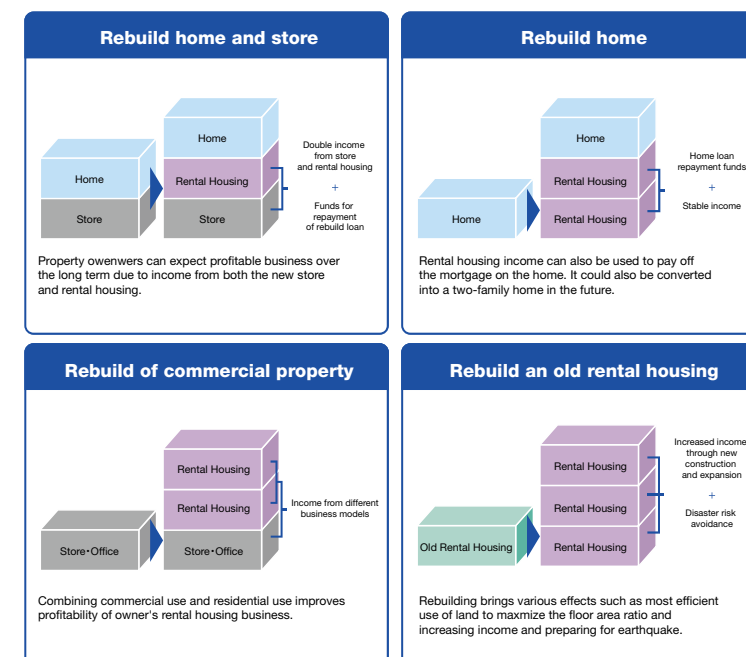 Rebuild home and store
Home
Store
Home
Rental Housing
Store
Double income
from store
and rental housing
+
Funds for
repayment
of rebuild loan
Property owenwers can expect profitable business over
the long term due to income from both the new store
and rental housing.
Rebuild home
Home
Home
Rental Housing
Rental Housing
Home loan
repayment funds
+
Stable income
Rental housing income can also be used to pay off
the mortgage on the home. It could also be converted
into a two-family home in the future.
Rebuild of commercial property
Store･Office
Rental Housing
Rental Housing
Store･Office
Income from different
business models
Combining commercial use and residential use improves
profitability of owner's rental housing business.
Rebuild an old rental housing
Old Rental Housing
Rental Housing
Rental Housing
Rental Housing
Increased income
through new
construction
and expansion
+
Disaster risk
avoidance
Rebuilding brings various effects such as most efficient
use of land to maxmize the floor area ratio and
increasing income and preparing for earthquake.